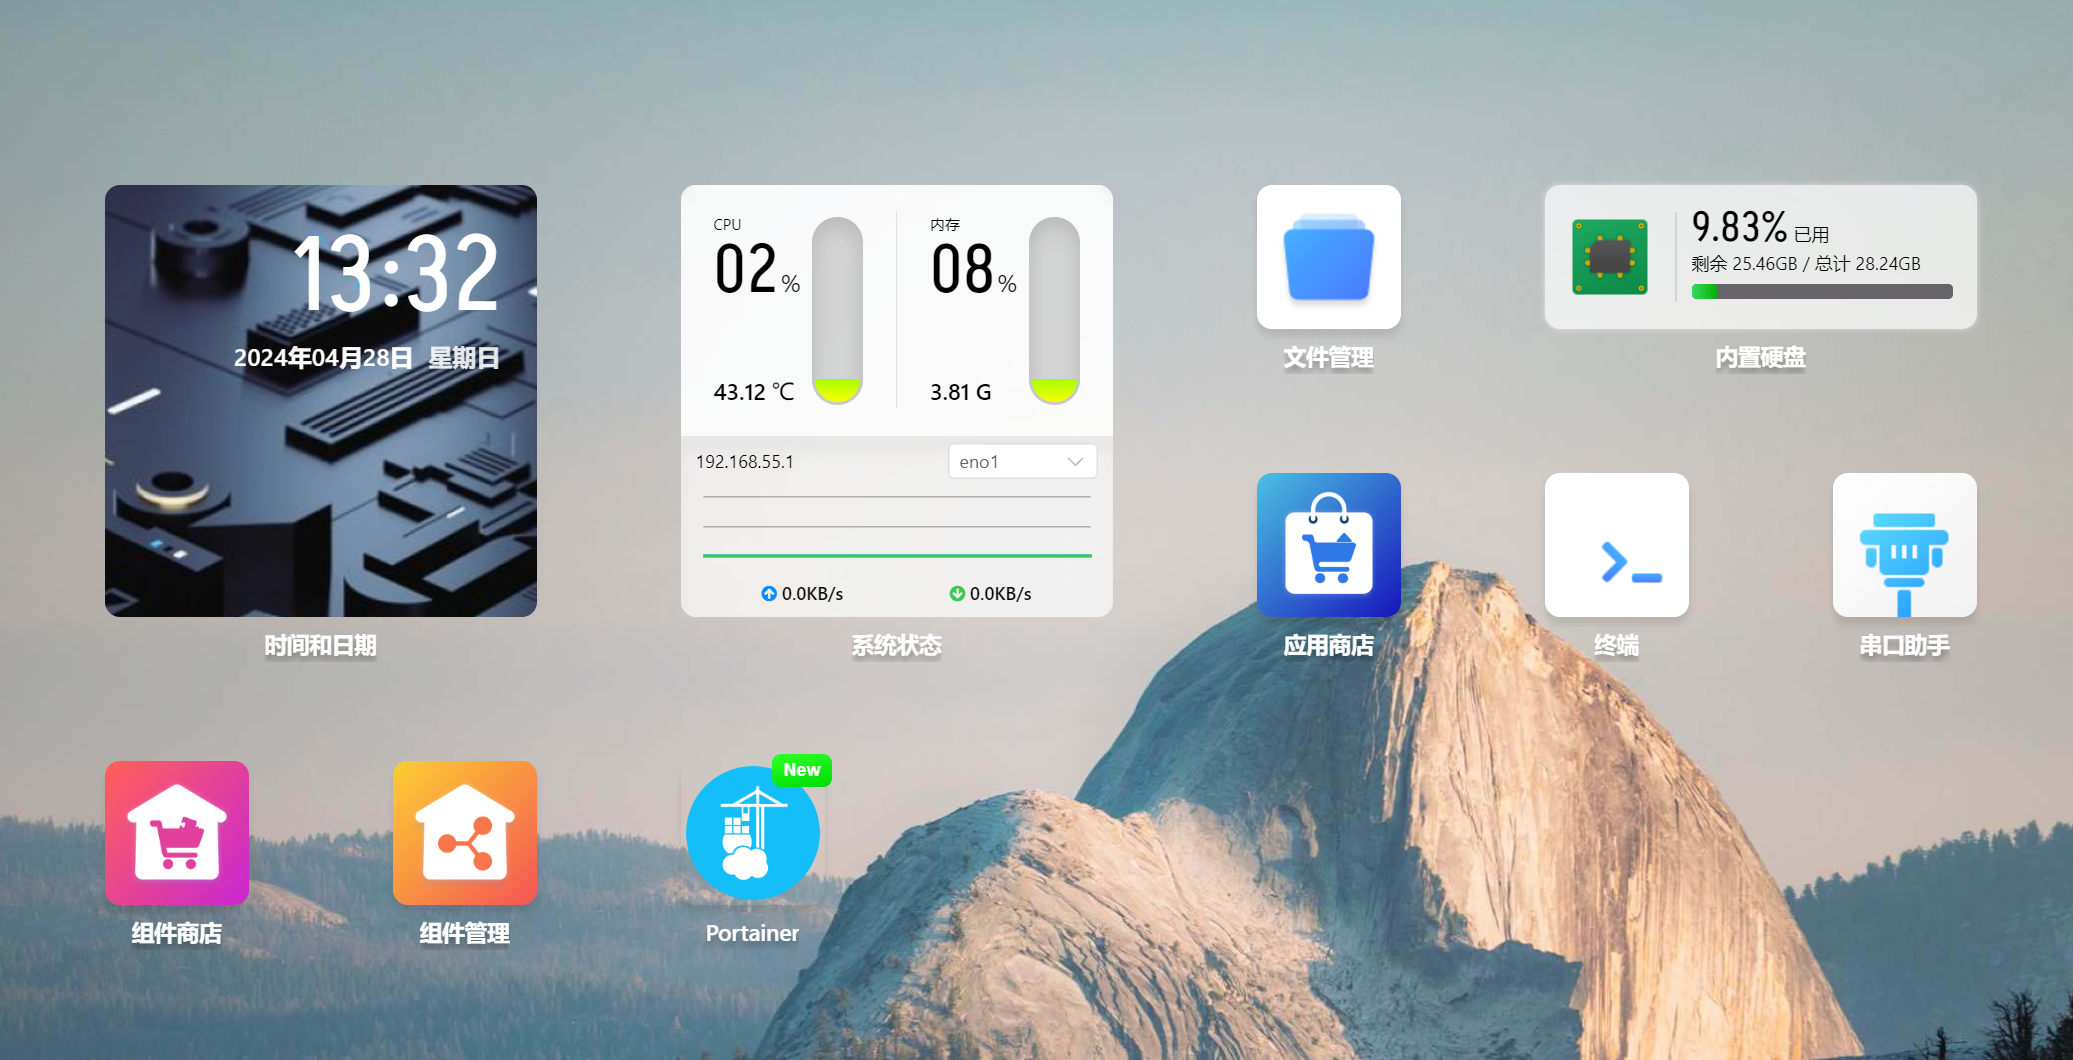 13:32
2024年04月28日 星期日
时间和日期
CPU
02 %
43.12 ℃
内存
08 %
3.81 G
192.168.55.1
eno1
0.0KB/s
0.0KB/s
系统状态
文件管理
9.83% 已用
剩余 25.46GB / 总计 28.24GB
内置硬盘
应用商店
终端
串口助手
组件商店
组件管理
New
Portainer